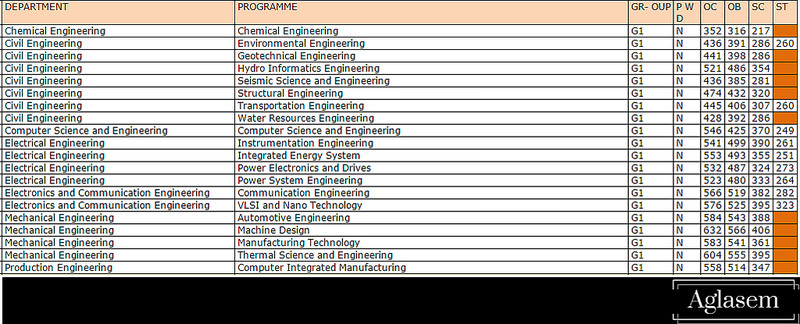 DEPARTMENT PROGRAMME GR- OUP P W D OC OB SC ST
Chemical Engineering Chemical Engineering G1 N 352 316 217
Civil Engineering Environmental Engineering G1 N 436 391 286 260
Civil Engineering Geotechnical Engineering G1 N 441 398 286
Civil Engineering Hydro Informatics Engineering G1 N 521 486 354
Civil Engineering Seismic Science and Engineering G1 N 436 385 281
Civil Engineering Structural Engineering G1 N 474 432 320
Civil Engineering Transportation Engineering G1 N 445 406 307 260
Civil Engineering Water Resources Engineering G1 N 428 392 286
Computer Science and Engineering Computer Science and Engineering G1 N 546 425 370 249
Electrical Engineering Instrumentation Engineering G1 N 541 499 390 261
Electrical Engineering Integrated Energy System G1 N 553 493 355 251
Electrical Engineering Power Electronics and Drives G1 N 532 487 324 273
Electrical Engineering Power System Engineering G1 N 523 480 333 264
Electronics and Communication Engineering Communication Engineering G1 N 566 519 382 282
Electronics and Communication Engineering VLSI and Nano Technology G1 N 576 525 395 323
Mechanical Engineering Automotive Engineering G1 N 584 543 388
Mechanical Engineering Machine Design G1 N 632 566 406
Mechanical Engineering Manufacturing Technology G1 N 583 541 361
Mechanical Engineering Thermal Science and Engineering G1 N 604 555 395
Production Engineering Computer Integrated Manufacturing G1 N 558 514 347
Aglasem